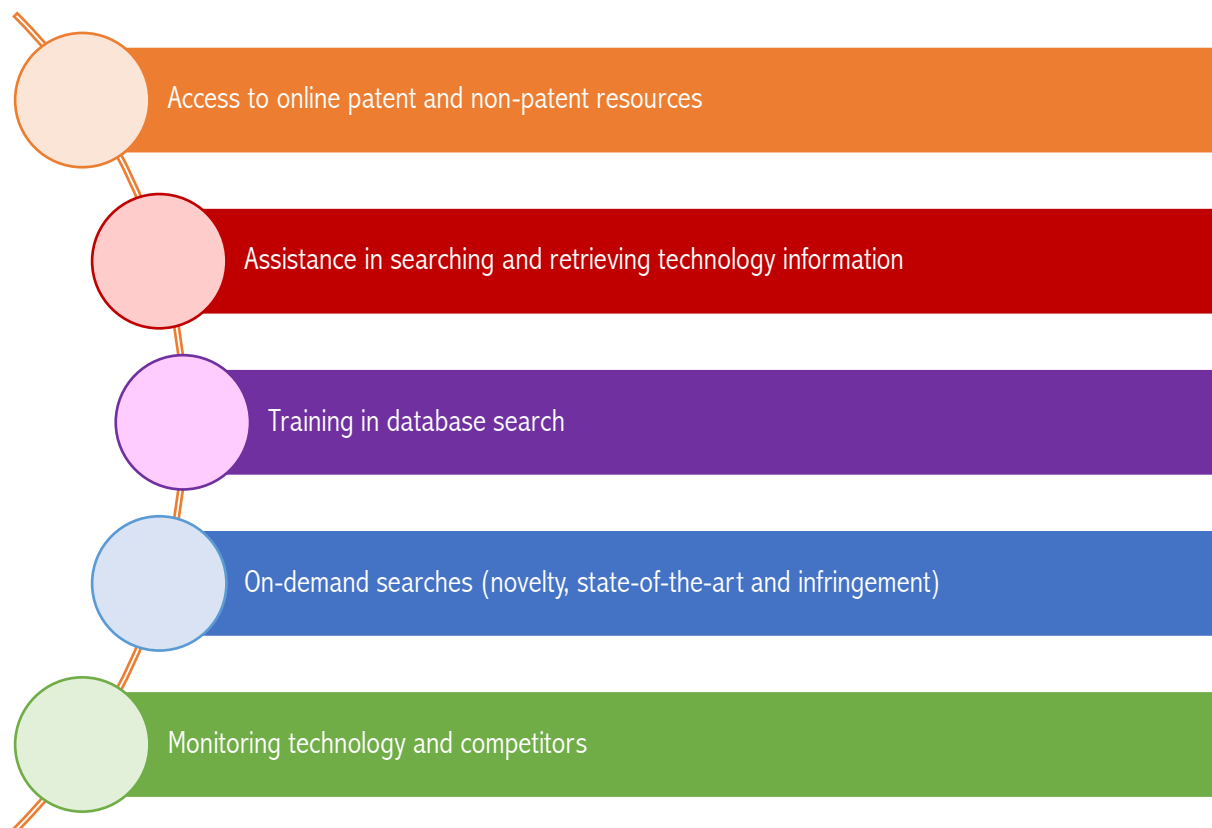 Access to online patent and non-patent resources
Assistance in searching and retrieving technology information
Training in database search
On-demand searches (novelty, state-of-the-art and infringement)
Monitoring technology and competitors